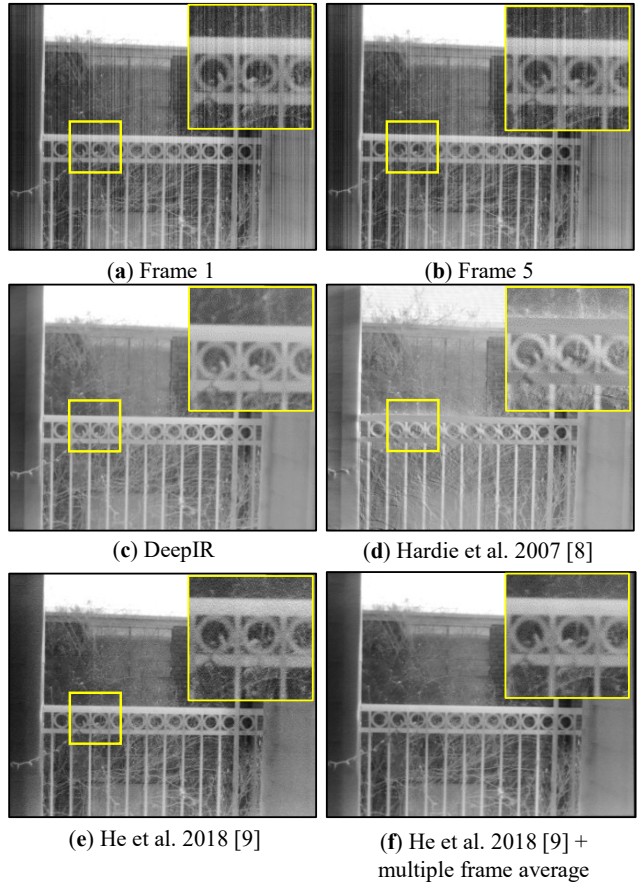 (a) Frame 1
(b) Frame 5
(c) DeepIR
(d) Hardie et al. 2007 [8]
(e) He et al. 2018 [9]
(f) He et al. 2018 [9] +
multiple frame average